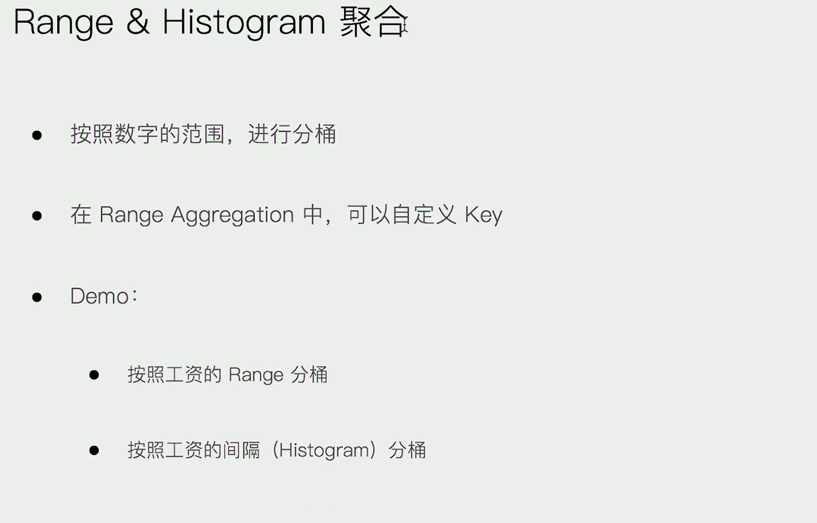 Range & Histogram 聚合
按照数字的范围，进行分桶
在 Range Aggregation 中，可以自定义 Key
Demo：
按照工资的 Range 分桶
按照工资的间隔（Histogram）分桶